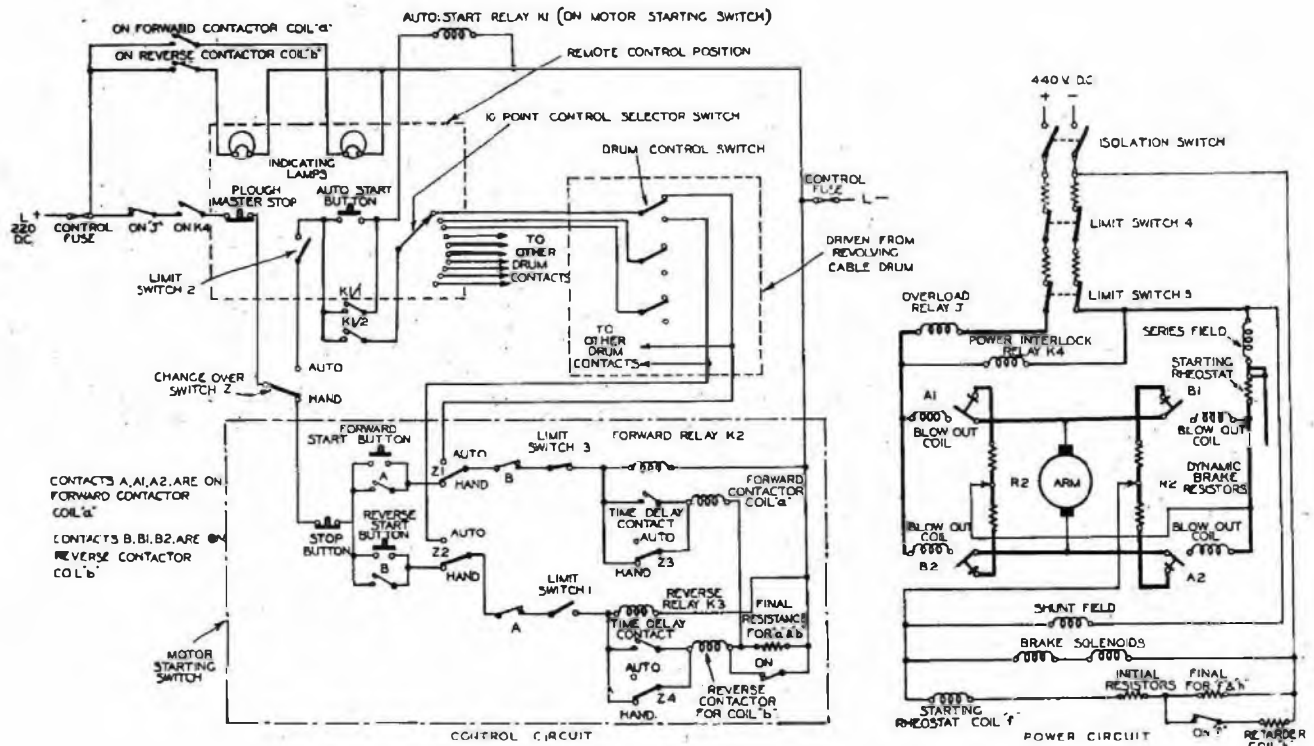 AUTO:START RELAY K1 (ON MOTOR STARTING SWITCH)
ON FORWARD CONTACTOR COIL"a"
ON REVERSE CONTACTOR COIL"b"
REMOTE CONTROL POSITION
10 POINT CONTROL SELECTOR SWITCH
DRUM CONTROL SWITCH
INDICATING
LAMPS
PLOUGH
MASTER STOP
AUTO START
BUTTON
L +
220
D.C.
CONTROL
FUSE
ON"J"
ON K4
LIMIT
SWITCH 2
K1/1
K1/2
TO
OTHER
DRUM
CONTACTS
CONTROL
FUSE
L -
DRIVEN FROM
REVOLVING
CABLE DRUM
TO
OTHER
DRUM
CONTACTS
AUTO
CHANGE OVER
SWITCH Z
HAND
FORWARD
START BUTTON
A
AUTO
Z1
HAND
B
LIMIT
SWITCH 3
FORWARD RELAY K2
FORWARD
CONTACTOR
COIL"a"
TIME DELAY
CONTACT
AUTO
HAND
Z3
CONTACTS A,A1,A2,ARE ON
FORWARD CONTACTOR
COIL"a"
CONTACTS B,B1,B2,ARE ON
REVERSE CONTACTOR
COIL"b"
STOP
BUTTON
REVERSE
START
BUTTON
B
AUTO
Z2
HAND
A
LIMIT
SWITCH 1
REVERSE
RELAY K3
TIME DELAY
CONTACT
FINAL
RESISTANCE
FOR"a&b"
AUTO
HAND.
Z4
ON
REVERSE
CONTACTOR
FOR COIL"b"
MOTOR
STARTING
SWITCH
CONTROL CIRCUIT
440 V. D.C
+ -
ISOLATION SWITCH
LIMIT SWITCH 4
LIMIT SWITCH 5
OVERLOAD
RELAY J
POWER INTERLOCK
RELAY K4
SERIES FIELD
STARTING
RHEOSTAT
A1
BLOW OUT
COIL
B1
BLOW OUT
COIL
R2
ARM
R2
DYNAMIC
BRAKE
RESISTORS
BLOW OUT
COIL
B2
BLOW OUT
COIL
A2
SHUNT FIELD
BRAKE SOLENOIDS
STARTING
RHEOSTAT COIL "f"
INITIAL
RESISTORS
FINAL
FOR "f & h"
ON
RETARDER
POWER CIRCUIT